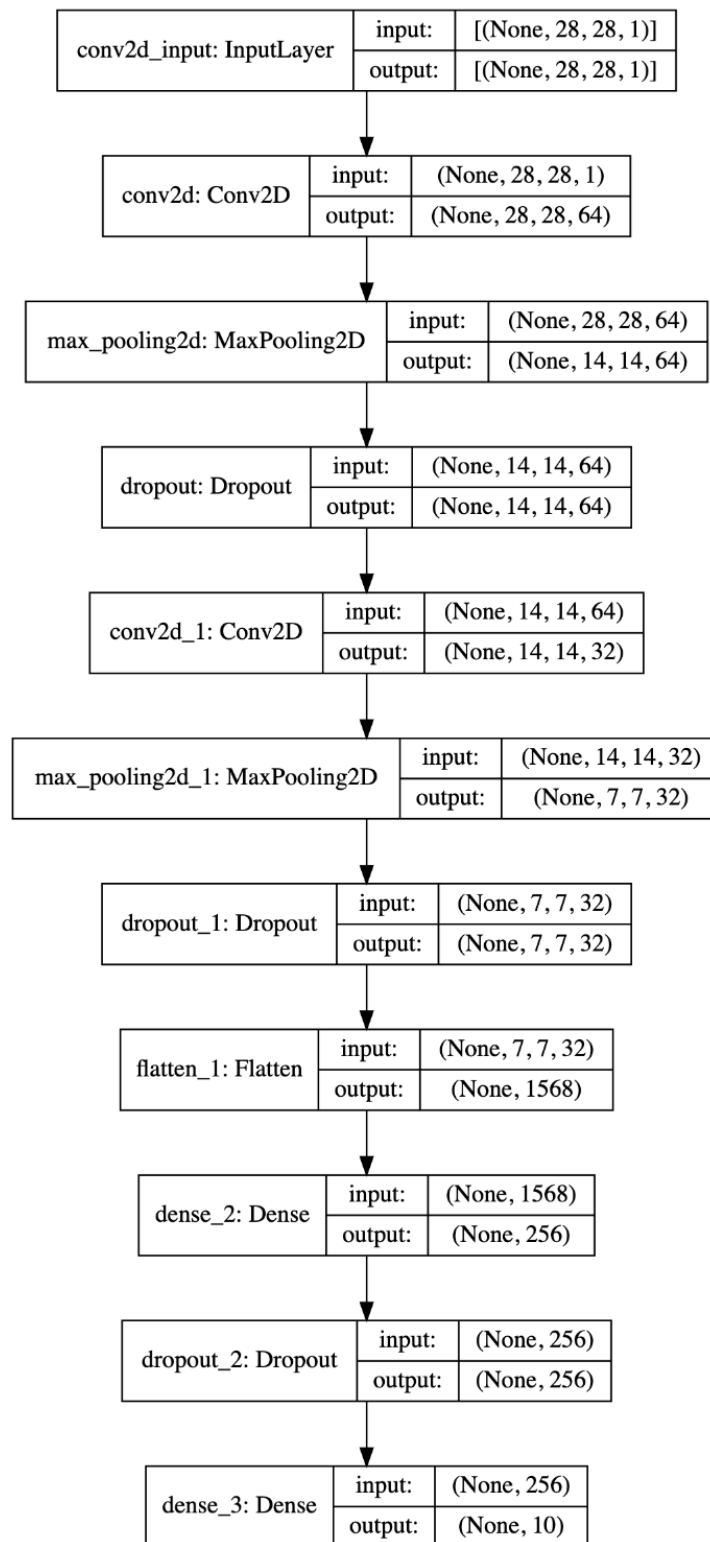 conv2d_input: InputLayer
input: [(None, 28, 28, 1)]
output: [(None, 28, 28, 1)]
conv2d: Conv2D
input: (None, 28, 28, 1)
output: (None, 28, 28, 64)
max_pooling2d: MaxPooling2D
input: (None, 28, 28, 64)
output: (None, 14, 14, 64)
dropout: Dropout
input: (None, 14, 14, 64)
output: (None, 14, 14, 64)
conv2d_1: Conv2D
input: (None, 14, 14, 64)
output: (None, 14, 14, 32)
max_pooling2d_1: MaxPooling2D
input: (None, 14, 14, 32)
output: (None, 7, 7, 32)
dropout_1: Dropout
input: (None, 7, 7, 32)
output: (None, 7, 7, 32)
flatten_1: Flatten
input: (None, 7, 7, 32)
output: (None, 1568)
dense_2: Dense
input: (None, 1568)
output: (None, 256)
dropout_2: Dropout
input: (None, 256)
output: (None, 256)
dense_3: Dense
input: (None, 256)
output: (None, 10)